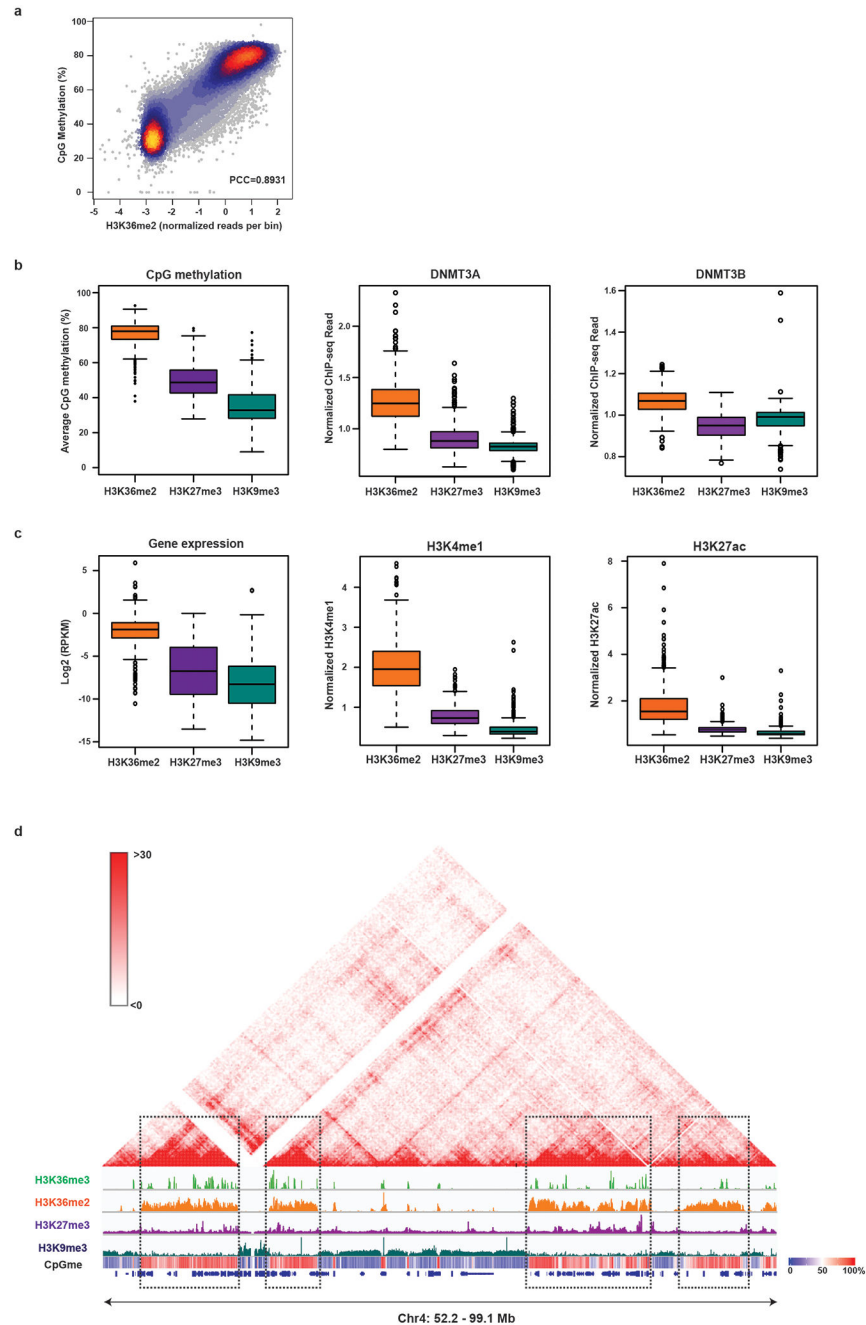 a
100
80
60
40
20
0
CpG Methylation (%)
PCC=0.8931
-5 -4 -3 -2 -1 0 1 2
H3K36me2 (normalized reads per bin)
b
CpG methylation
100
80
60
40
20
0
Average CpG methylation (%)
H3K36me2 H3K27me3 H3K9me3
DNMT3A
2.0
1.5
1.0
Normalized ChIP-seq Read
H3K36me2 H3K27me3 H3K9me3
DNMT3B
1.6
1.4
1.2
1.0
0.8
Normalized ChIP-seq Read
H3K36me2 H3K27me3 H3K9me3
c
Gene expression
5
-0
-5
-10
-15
Log2 (RPKM)
H3K36me2 H3K27me3 H3K9me3
H3K4me1
4
3
2
1
Normalized H3K4me1
H3K36me2 H3K27me3 H3K9me3
H3K27ac
8
6
4
2
Normalized H3K27ac
H3K36me2 H3K27me3 H3K9me3
d
>30
<0
H3K36me3
H3K36me2
H3K27me3
H3K9me3
CpGme
0 50 100%
Chr4: 52.2 - 99.1 Mb